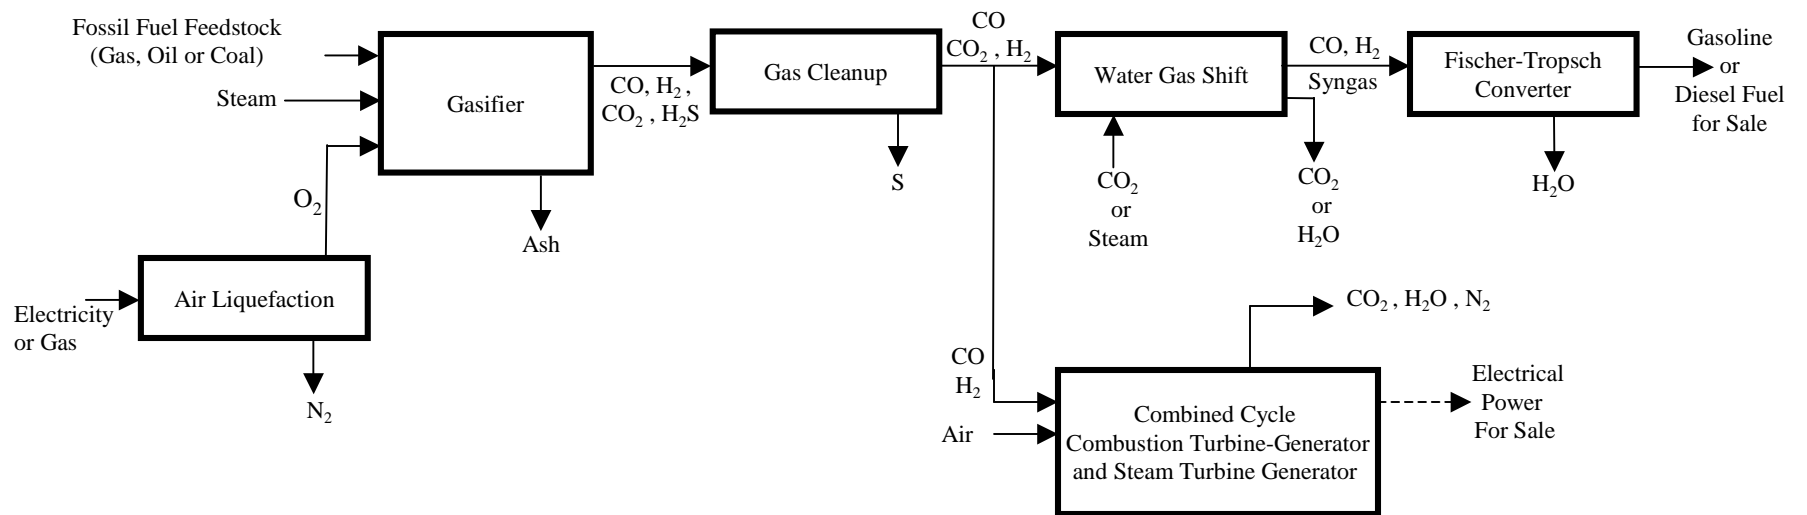 Fossil Fuel Feedstock
(Gas, Oil or Coal)
Steam
O₂
Electricity
or Gas
Air Liquefaction
N₂
Gasifier
Ash
CO, H₂ ,
CO₂ , H₂S
Gas Cleanup
S
CO
CO₂ , H₂
Water Gas Shift
CO₂
or
Steam
CO₂
or
H₂O
CO, H₂
Syngas
Fischer-Tropsch
Converter
H₂O
Gasoline
or
Diesel Fuel
for Sale
CO
H₂
Air
Combined Cycle
Combustion Turbine-Generator
and Steam Turbine Generator
CO₂ , H₂O , N₂
Electrical
Power
For Sale